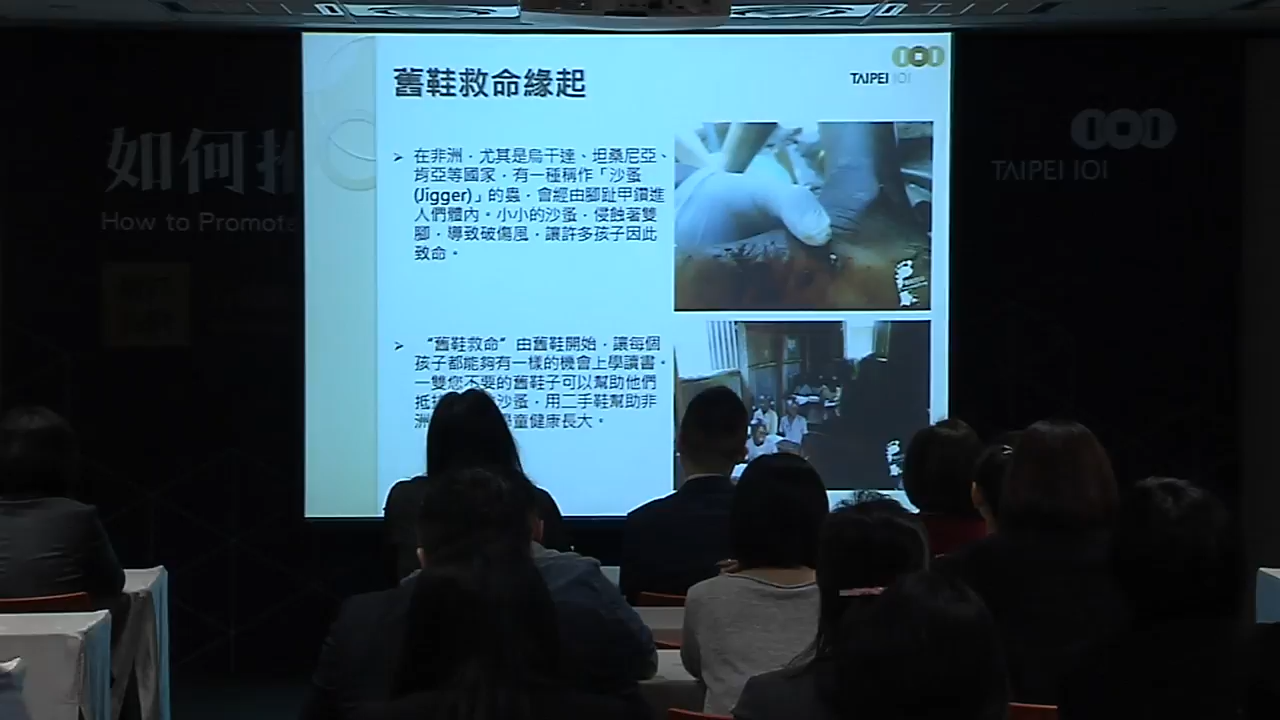 舊鞋救命緣起
TAIPEI 101
➢ 在非洲，尤其是烏干達、坦桑尼亞、
肯亞等國家，有一種稱作「沙蚤
(Jigger)」的蟲，會經由腳趾甲鑽進
人們體內。小小的沙蚤，侵蝕著雙
腳，導致破傷風，讓許多孩子因此
致命。
➢ “舊鞋救命”由舊鞋開始，讓每個
孩子都能夠有一樣的機會上學讀書。
一雙您不要的舊鞋子可以幫助他們
抵 沙蚤，用二手鞋幫助非
洲 學童健康長大。
如何推
How to Promote
TAIPEI 101